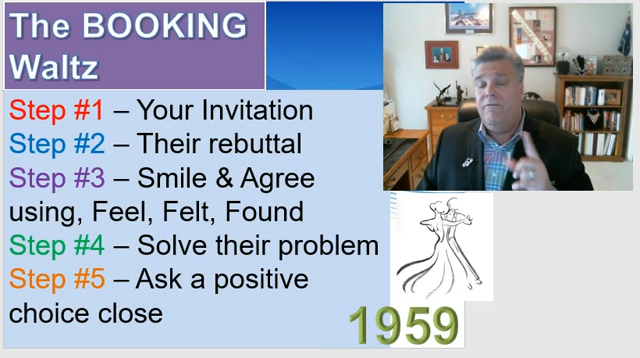 The BOOKING
Waltz
Step #1 – Your Invitation
Step #2 – Their rebuttal
Step #3 – Smile & Agree
using, Feel, Felt, Found
Step #4 – Solve their problem
Step #5 – Ask a positive
choice close
1959